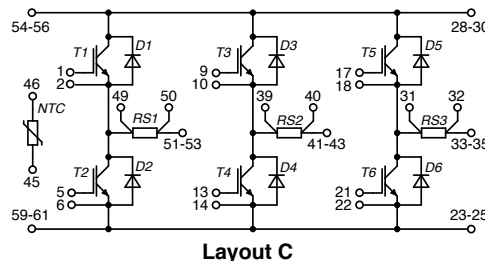 54-56
28-30
T1
D1
T3
D3
T5
D5
1
2
9
10
17
18
46
NTC
49
50
39
40
31
32
RS1
RS2
RS3
51-53
41-43
33-35
45
T2
D2
T4
D4
T6
D6
5
6
13
14
21
22
59-61
23-25
Layout C